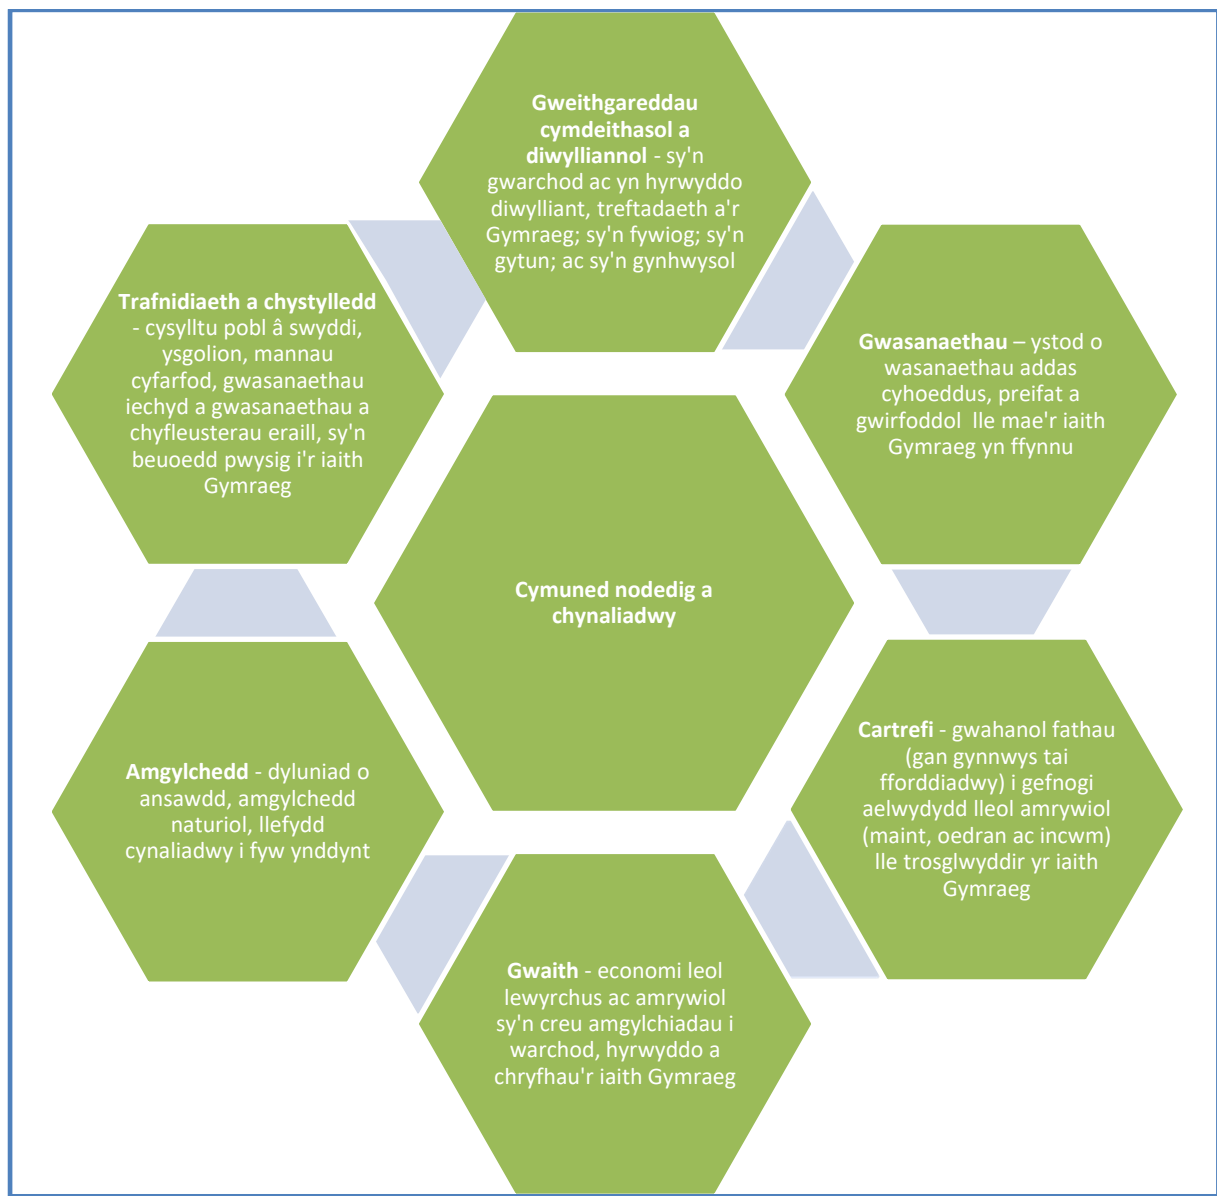 Gweithgareddau
cymdeithasol a
diwylliannol - sy'n
gwarchod ac yn hyrwyddo
diwylliant, treftadaeth a'r
Gymraeg; sy'n fywiog; sy'n
gytun; ac sy'n gynhwysol
Trafnidiaeth a chystylledd
- cysylltu pobl â swyddi,
ysgolion, mannau
cyfarfod, gwasanaethau
iechyd a gwasanaethau a
chyfleusterau eraill, sy'n
beuoedd pwysig i'r iaith
Gymraeg
Gwasanaethau – ystod o
wasanaethau addas
cyhoeddus, preifat a
gwirfoddol lle mae'r iaith
Gymraeg yn ffynnu
Cymuned nodedig a
chynaliadwy
Amgylchedd - dyluniad o
ansawdd, amgylchedd
naturiol, llefydd
cynaliadwy i fyw ynddynt
Cartrefi - gwahanol fathau
(gan gynnwys tai
fforddiadwy) i gefnogi
aelwydydd lleol amrywiol
(maint, oedran ac incwm)
lle trosglwyddir yr iaith
Gymraeg
Gwaith - economi leol
lewyrchus ac amrywiol
sy'n creu amgylchiadau i
warchod, hyrwyddo a
chryfhau'r iaith Gymraeg